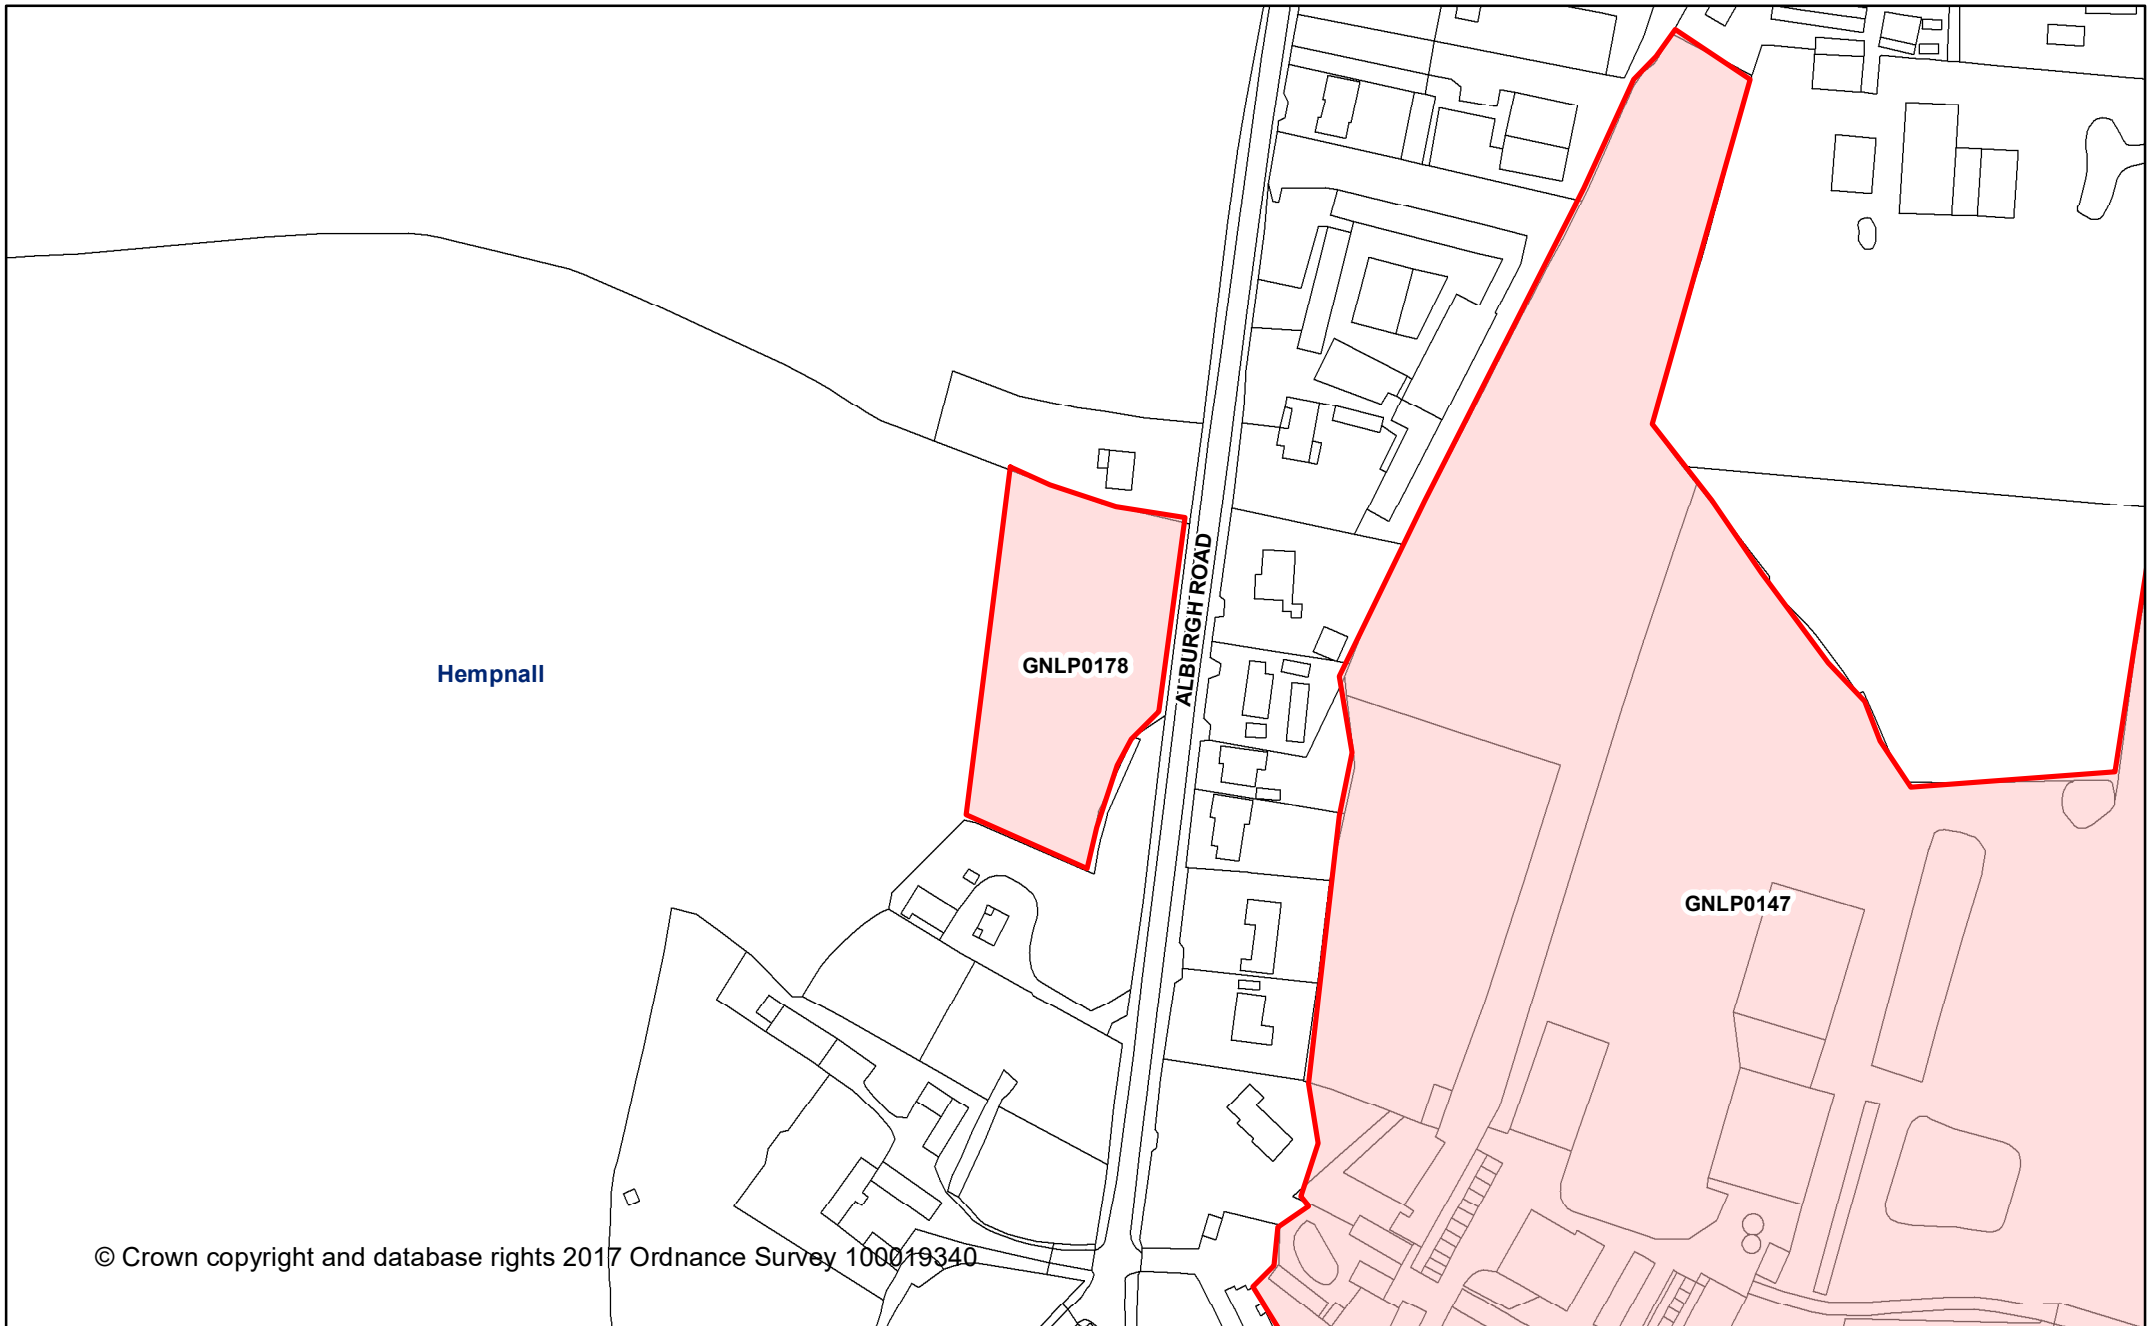 ALBURGH ROAD
GNLP0178
Hempnall
GNLP0147
© Crown copyright and database rights 2017 Ordnance Survey 100019340